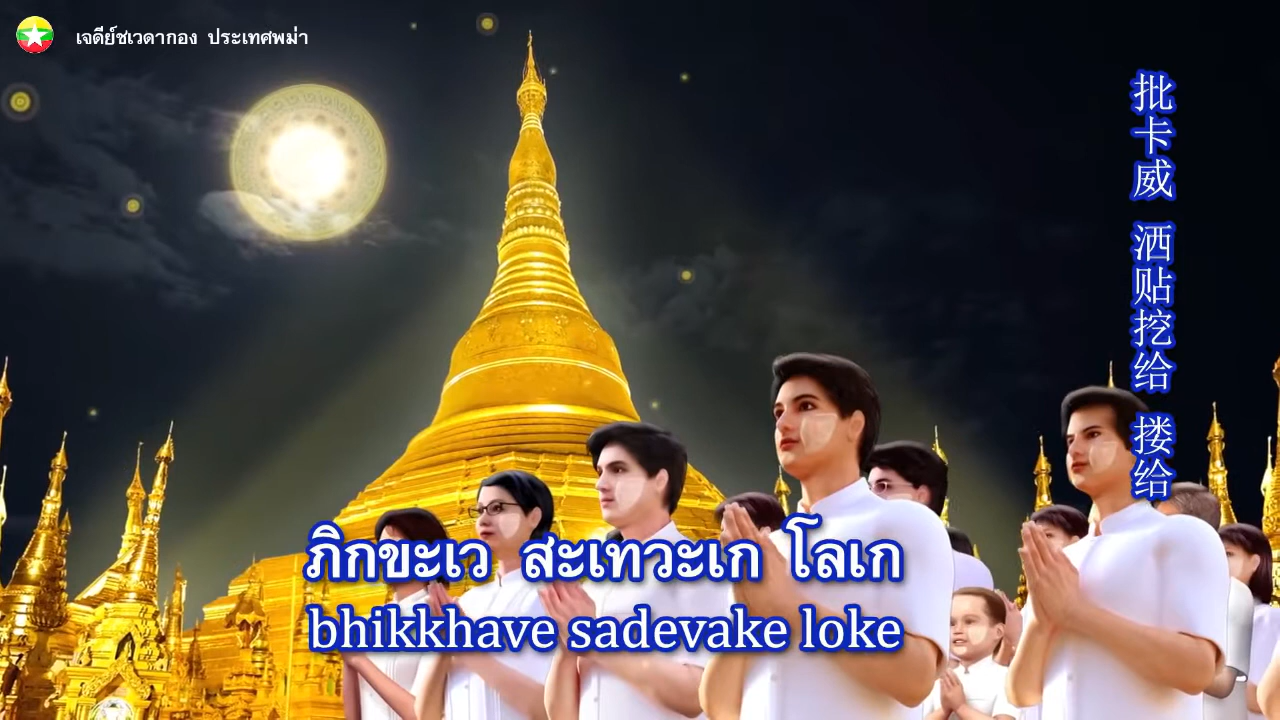 เจดีย์ชเวดากอง ประเทศพม่า
批卡威 洒贴挖给 搂给
ภิกขะเว สะเทวะเก โลเก
bhikkhave sadevake loke